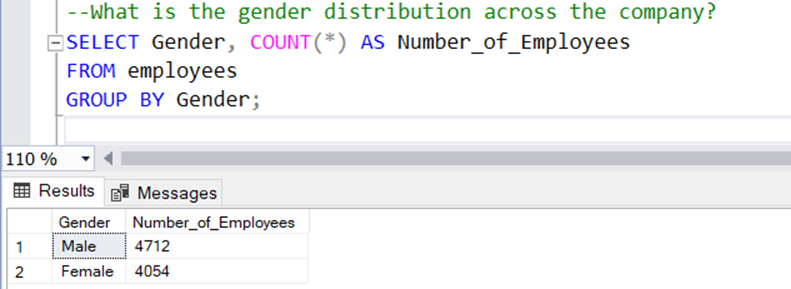 --What is the gender distribution across the company?
SELECT Gender, COUNT(*) AS Number_of_Employees
FROM employees
GROUP BY Gender;
110 %
Results Messages
Gender Number_of_Employees
1 Male 4712
2 Female 4054